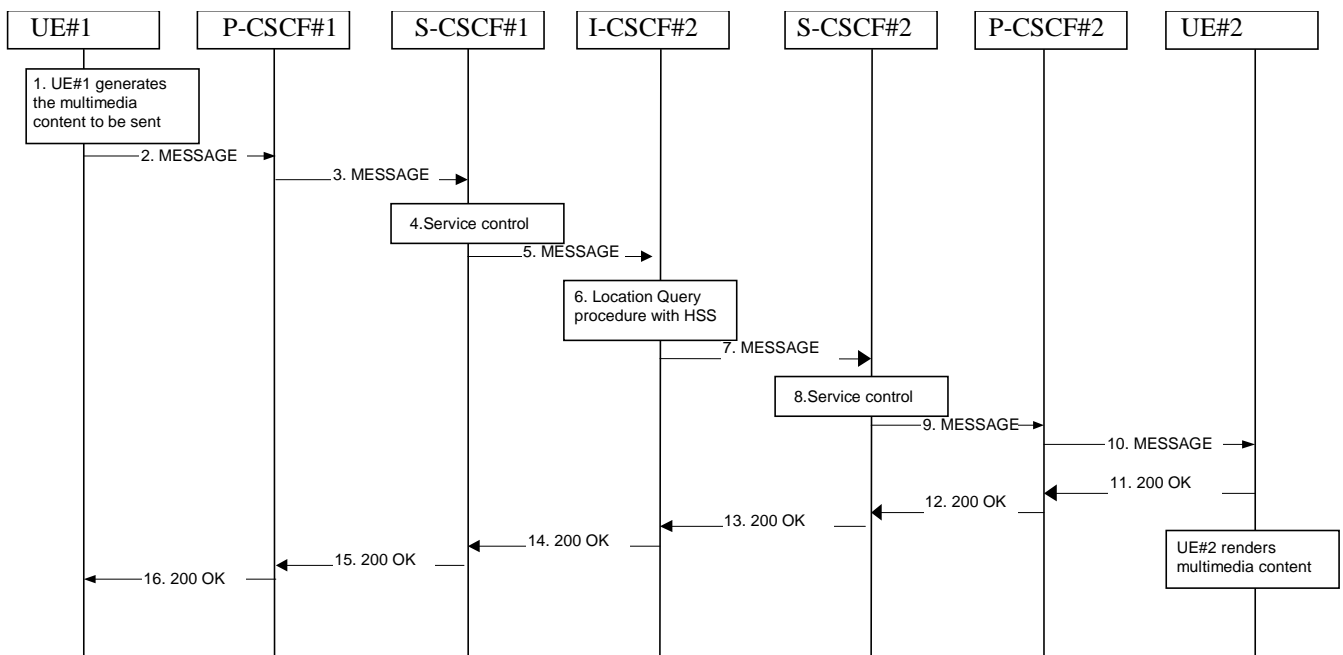 UE#1
P-CSCF#1
S-CSCF#1
I-CSCF#2
S-CSCF#2
P-CSCF#2
UE#2
1. UE#1 generates
the multimedia
content to be sent
2. MESSAGE
3. MESSAGE
4.Service control
5. MESSAGE
6. Location Query
procedure with HSS
7. MESSAGE
8.Service control
9. MESSAGE
10. MESSAGE
11. 200 OK
12. 200 OK
13. 200 OK
14. 200 OK
15. 200 OK
16. 200 OK
UE#2 renders
multimedia content